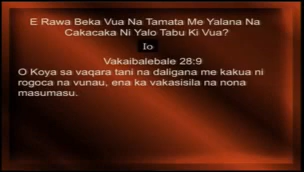 E Rawa Beka Vua Na Tamata Me Yalana Na
Cakacaka Ni Yalo Tabu Ki Vua?
Io
Vakaibalebale 28:9
O Koya sa vaqara tani na daligana me kakua ni
rogoca na vunau, ena ka vakasisila na nona
masumasu.